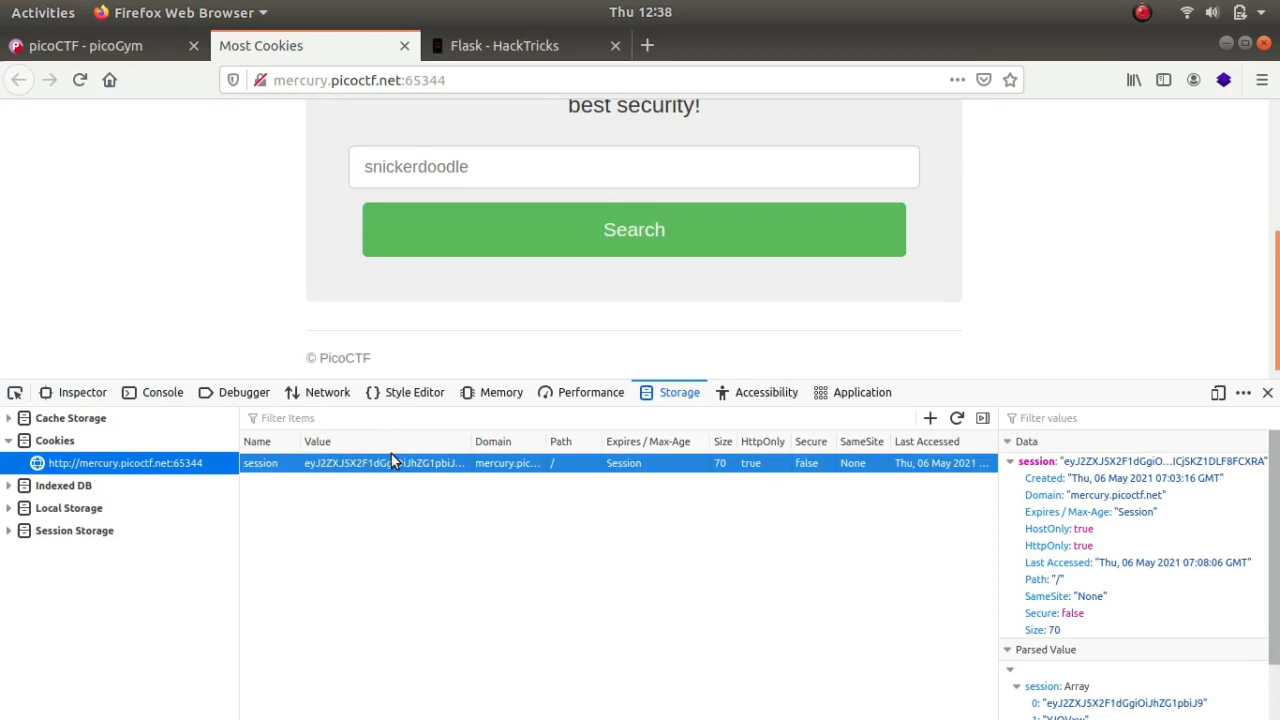 Activities Firefox Web Browser Thu 12:38
picoCTF - picoGym Most Cookies Flask - HackTricks
mercury.picoctf.net:65344
best security!
snickerdoodle
Search
© PicoCTF
Inspector Console Debugger Network Style Editor Memory Performance Storage Accessibility Application
Cache Storage Filter Items Filter values
Cookies Name Value Domain Path Expires / Max-Age Size HttpOnly Secure SameSite Last Accessed Data
http://mercury.picoctf.net:65344 session mercury.pic... / Session 70 true false None Thu, 06 May 2021 ... session: "eyJ2ZXJ5X2F1dGgiO...ICjSKZ1DLF8FCXRA"
Created: "Thu, 06 May 2021 07:03:16 GMT"
Indexed DB Domain: "mercury.picoctf.net"
Local Storage Expires / Max-Age: "Session"
Session Storage HostOnly: true
HttpOnly: true
Last Accessed: "Thu, 06 May 2021 07:08:06 GMT"
Path: "/"
SameSite: "None"
Secure: false
Size: 70
Parsed Value
session: Array
0: "eyJ2ZXJ5X2F1dGgiOiJhZG1pbiJ9"